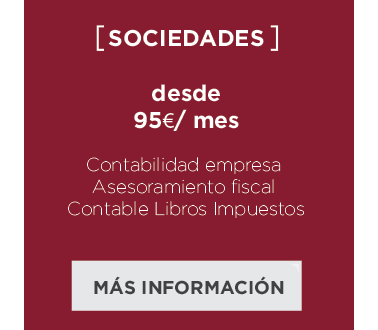 [SOCIEDADES]
desde
95€/ mes
Contabilidad empresa
Asesoramiento fiscal
Contable Libros Impuestos
MÁS INFORMACIÓN